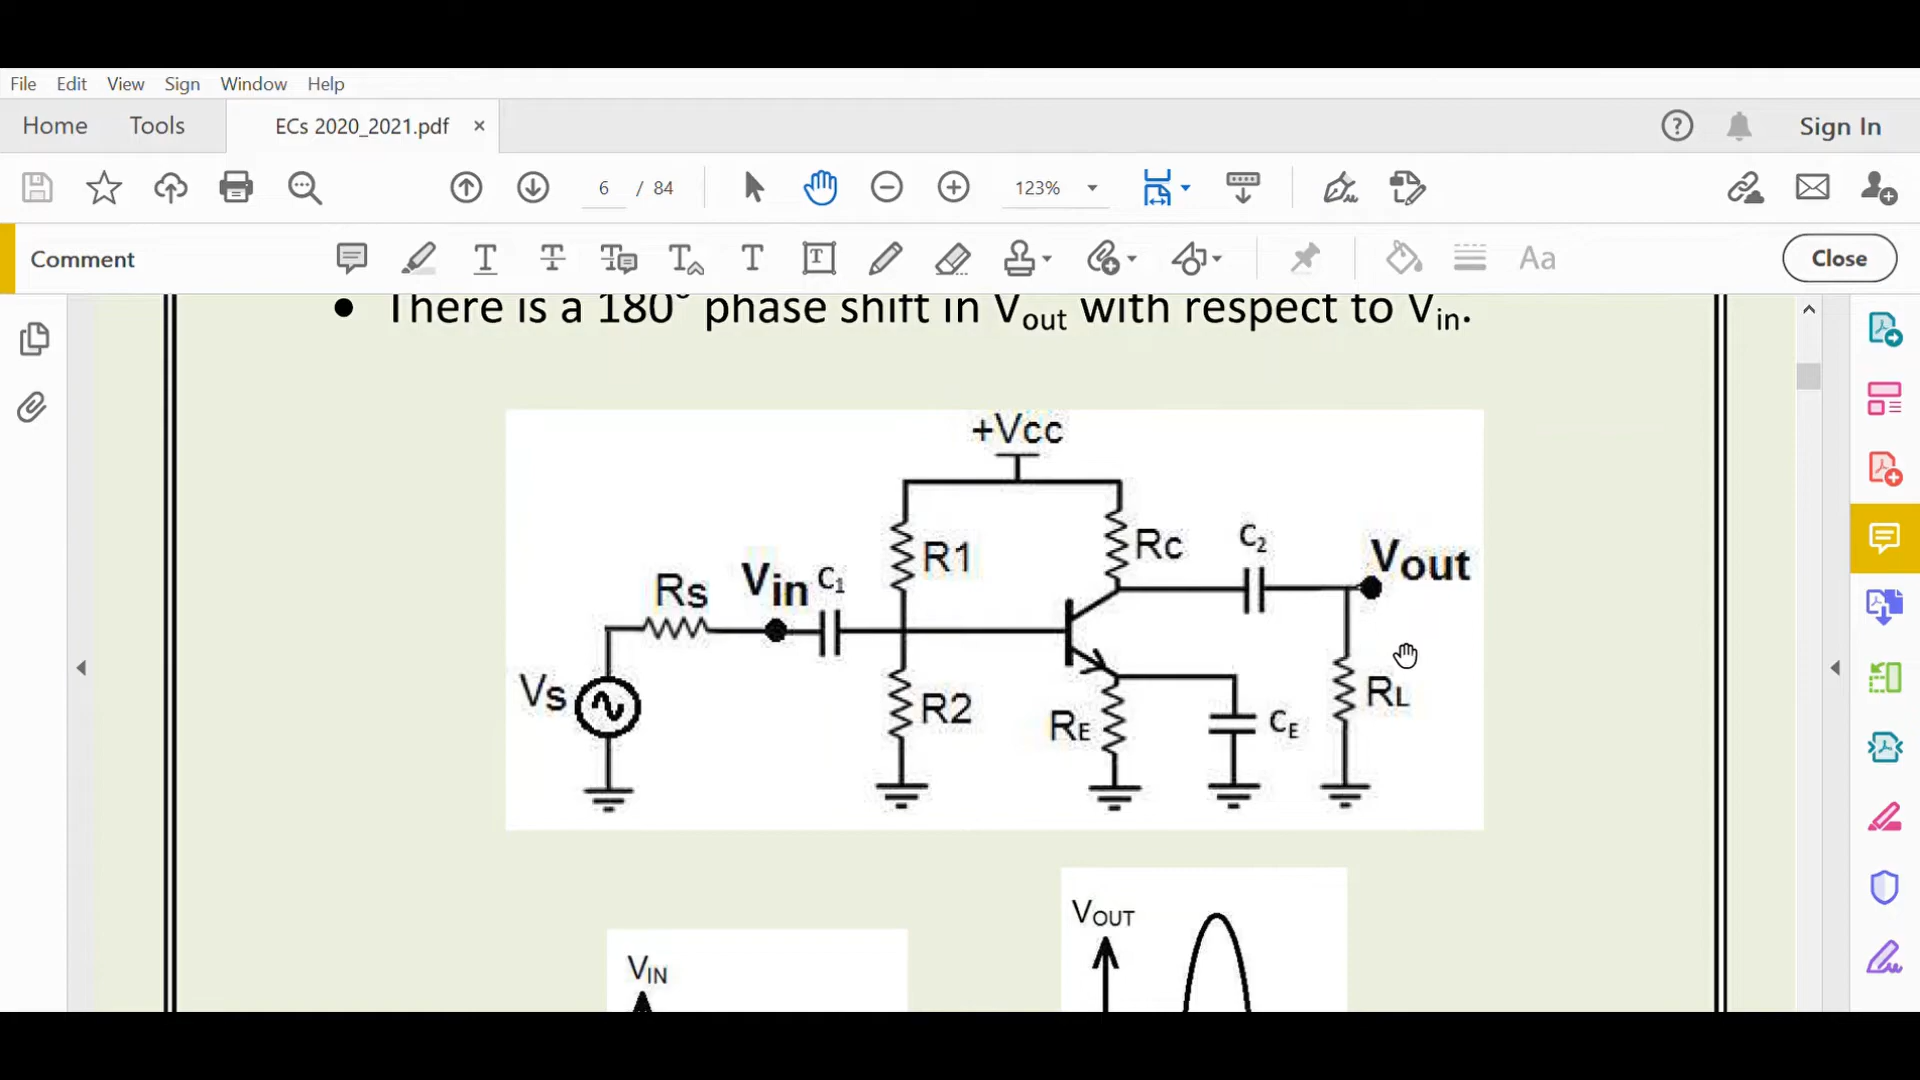 File Edit View Sign Window Help
Home Tools ECs 2020_2021.pdf × Sign In
6 / 84 123%
Comment Aa Close
• There is a 180° phase shift in Vout with respect to Vin.
+Vcc
R1 Rc C2 Vout
Rs Vin C1
Vs R2 RE CE RL
VOUT
VIN